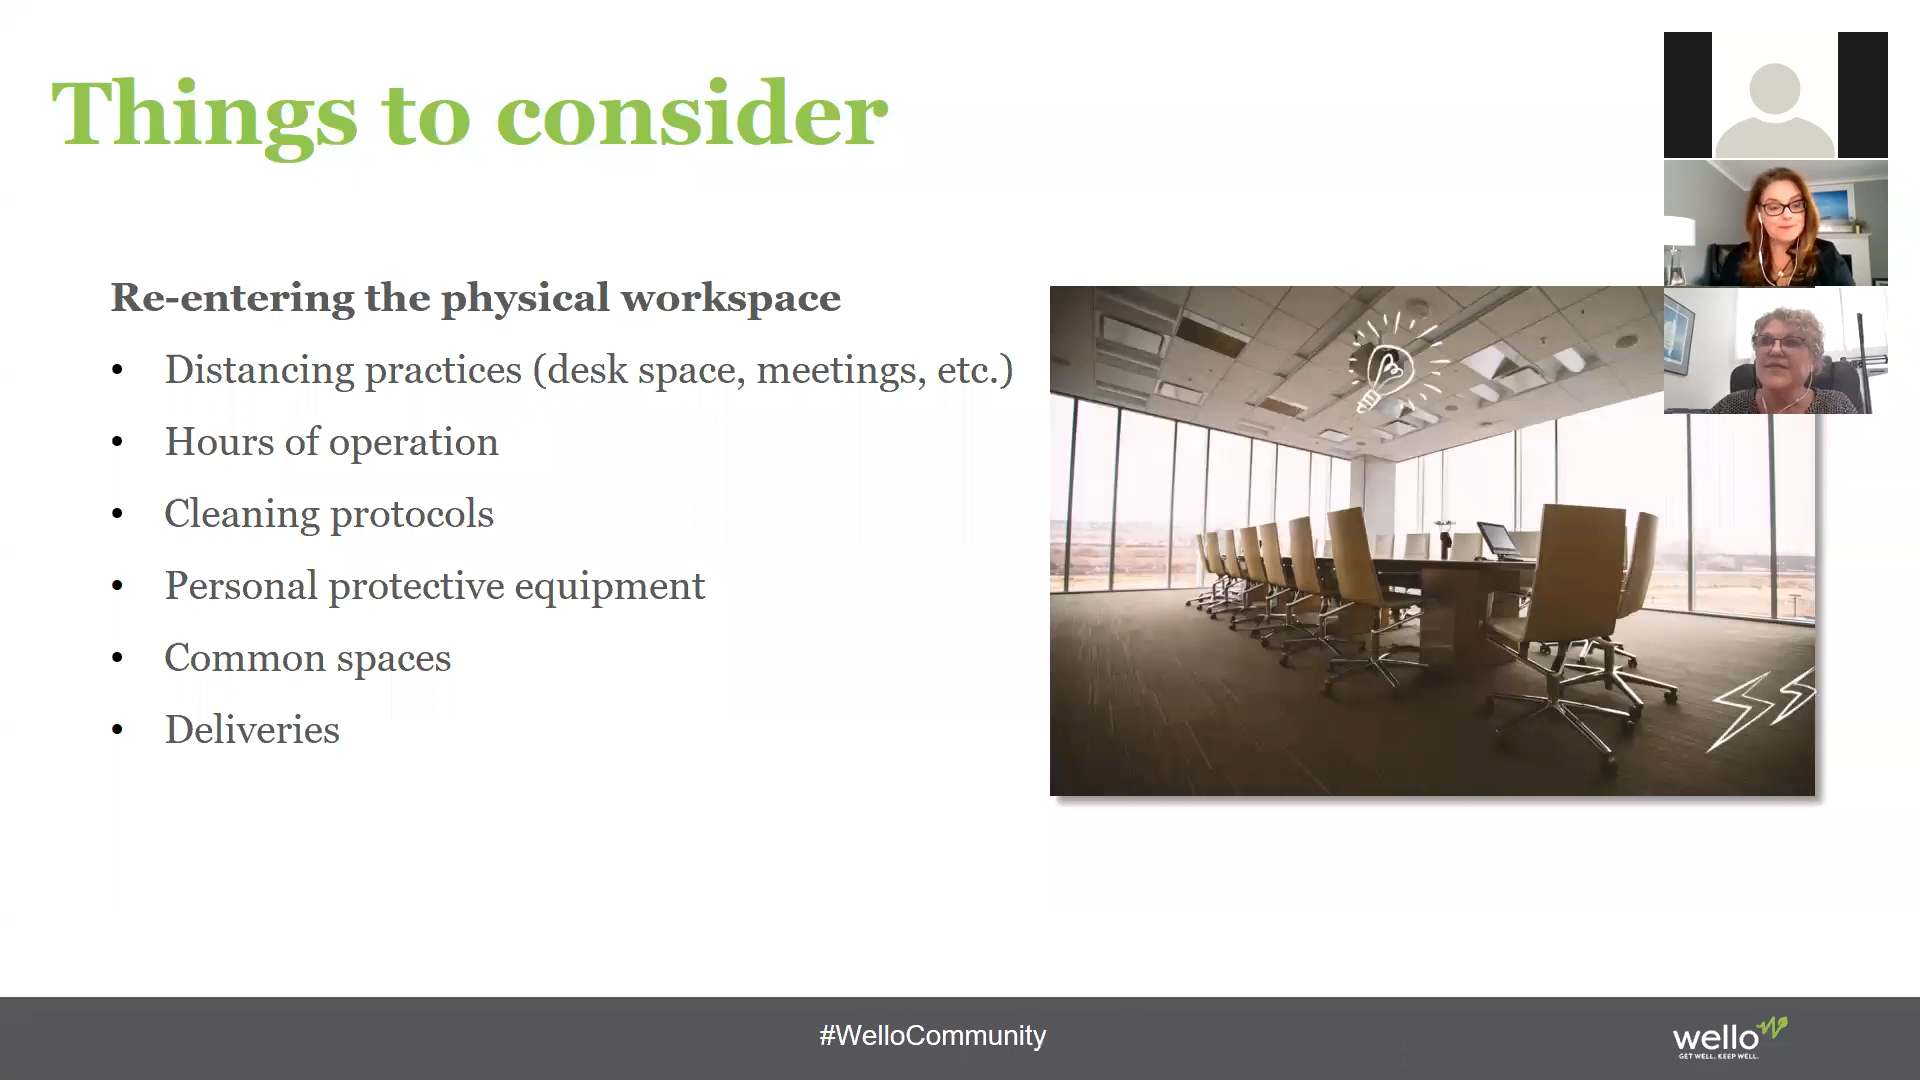 Things to consider
Re-entering the physical workspace
• Distancing practices (desk space, meetings, etc.)
• Hours of operation
• Cleaning protocols
• Personal protective equipment
• Common spaces
• Deliveries
#WelloCommunity
wello
GET WELL. KEEP WELL.